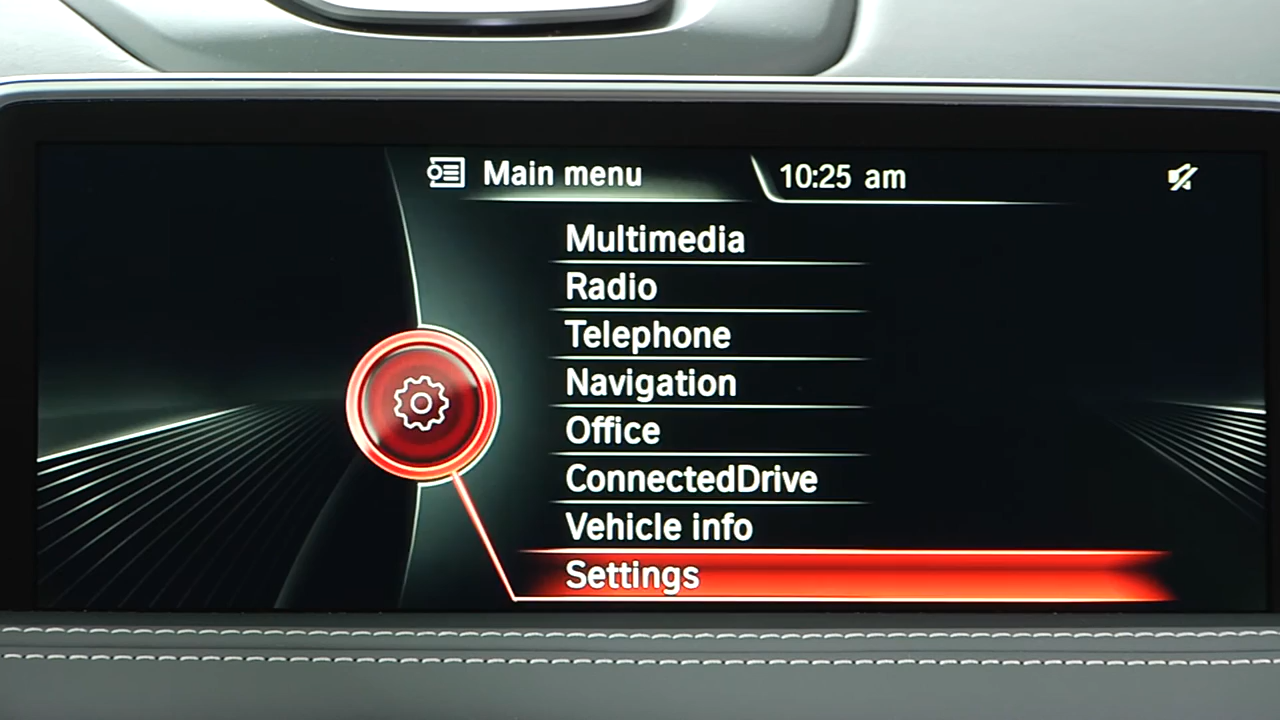 Main menu
10:25 am
Multimedia
Radio
Telephone
Navigation
Office
ConnectedDrive
Vehicle info
Settings